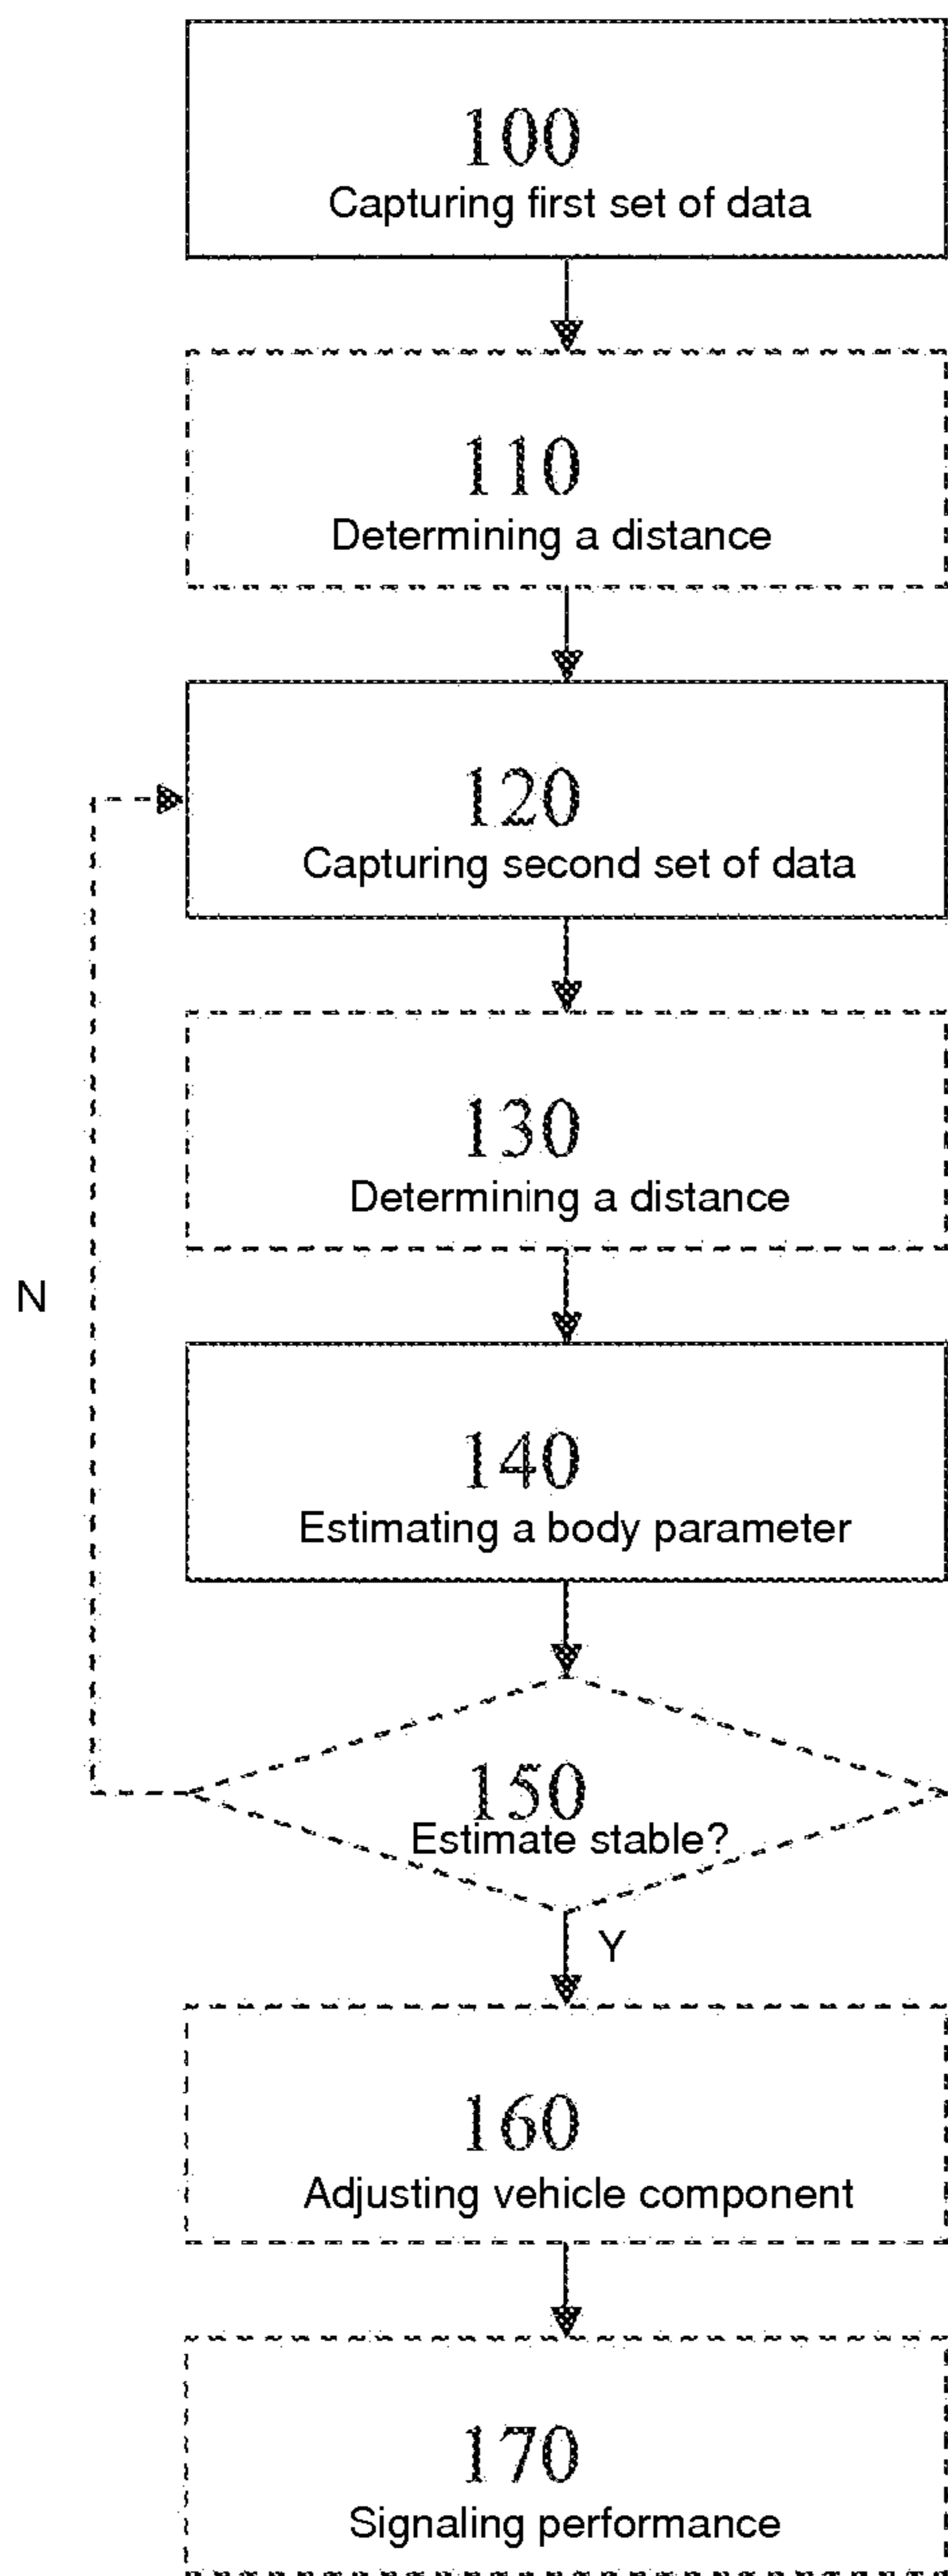 100
Capturing first set of data
110
Determining a distance
120
Capturing second set of data
130
Determining a distance
N
140
Estimating a body parameter
150
Estimate stable?
Y
160
Adjusting vehicle component
170
Signaling performance